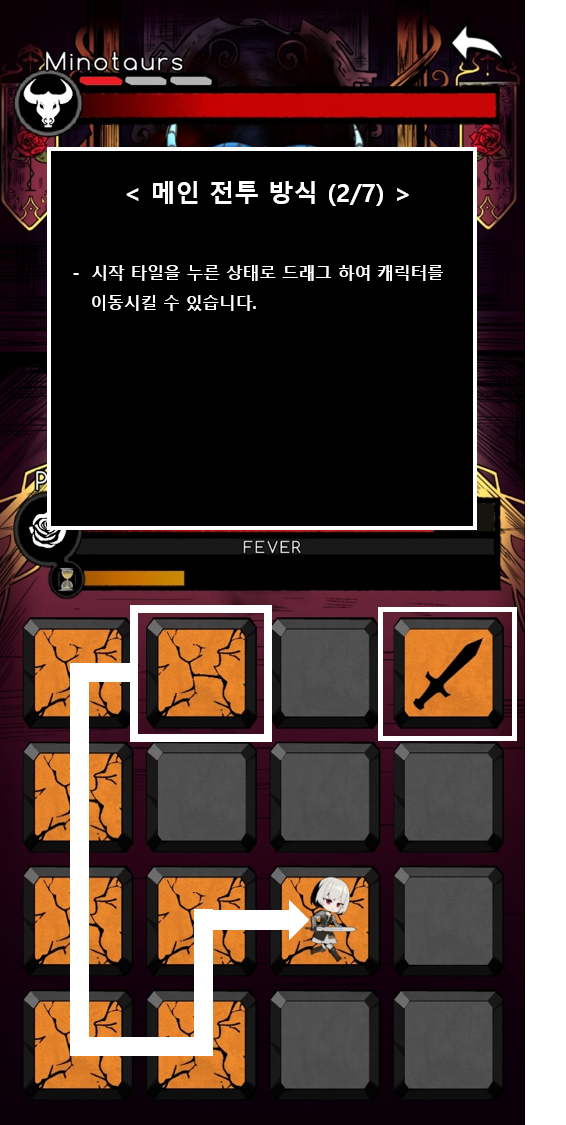 Minotaurs
< 메인 전투 방식 (2/7) >
- 시작 타일을 누른 상태로 드래그 하여 캐릭터를
이동시킬 수 있습니다.
FEVER